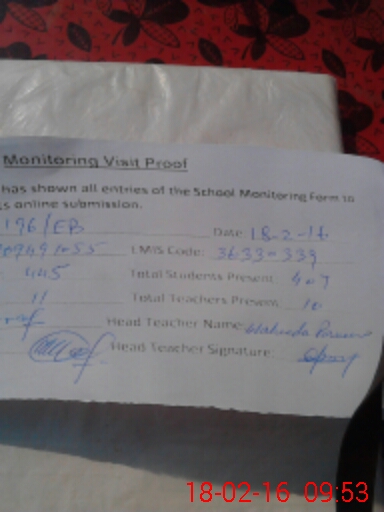 Monitoring Visit Proof
has shown all entries of the School Monitoring Form to
online submission.
196/EB Date: 18-2-16
EMIS Code: 36330339
445 Total Students Present: 407
11 Total Teachers Present: 10
Head Teacher Name:
Head Teacher Signature:
18-02-16 09:53